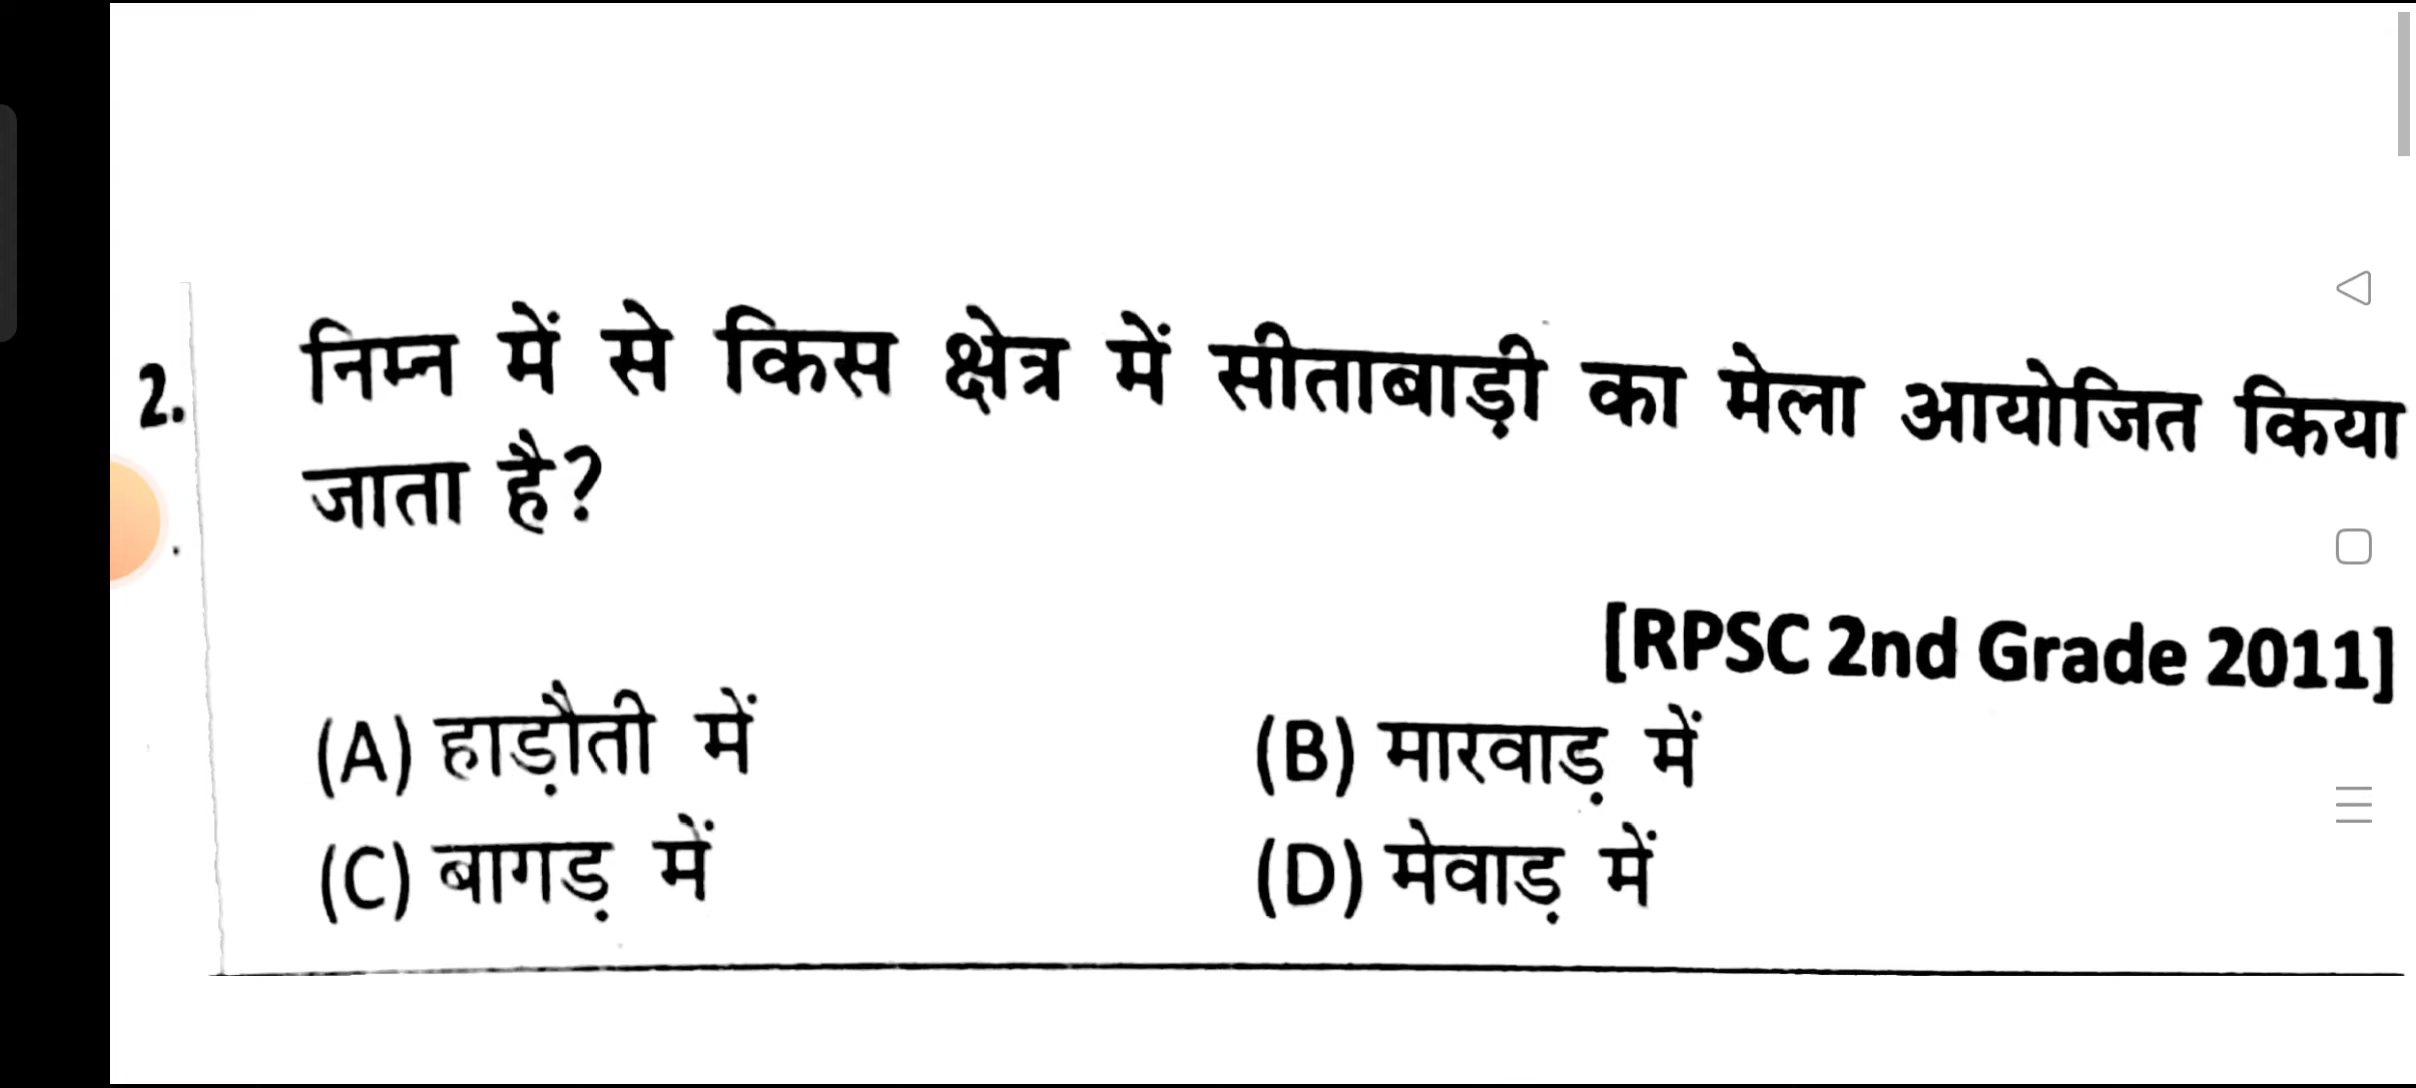 2. निम्न में से किस क्षेत्र में सीताबाड़ी का मेला आयोजित किया
जाता है?
[RPSC 2nd Grade 2011]
(A) हाड़ौती में (B) मारवाड़ में
(C) बागड़ में (D) मेवाड़ में